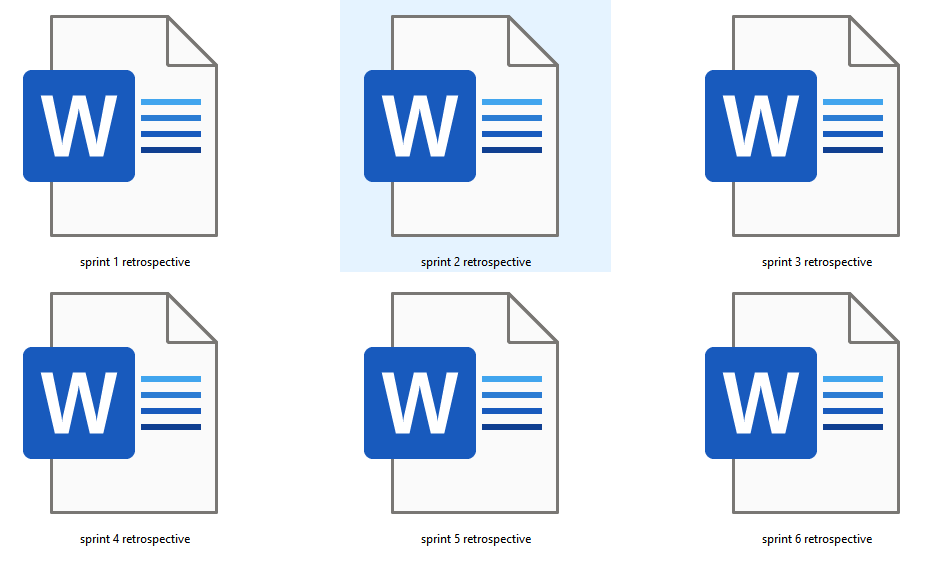 W
W
W
sprint 1 retrospective
sprint 2 retrospective
sprint 3 retrospective
W
W
W
sprint 4 retrospective
sprint 5 retrospective
sprint 6 retrospective